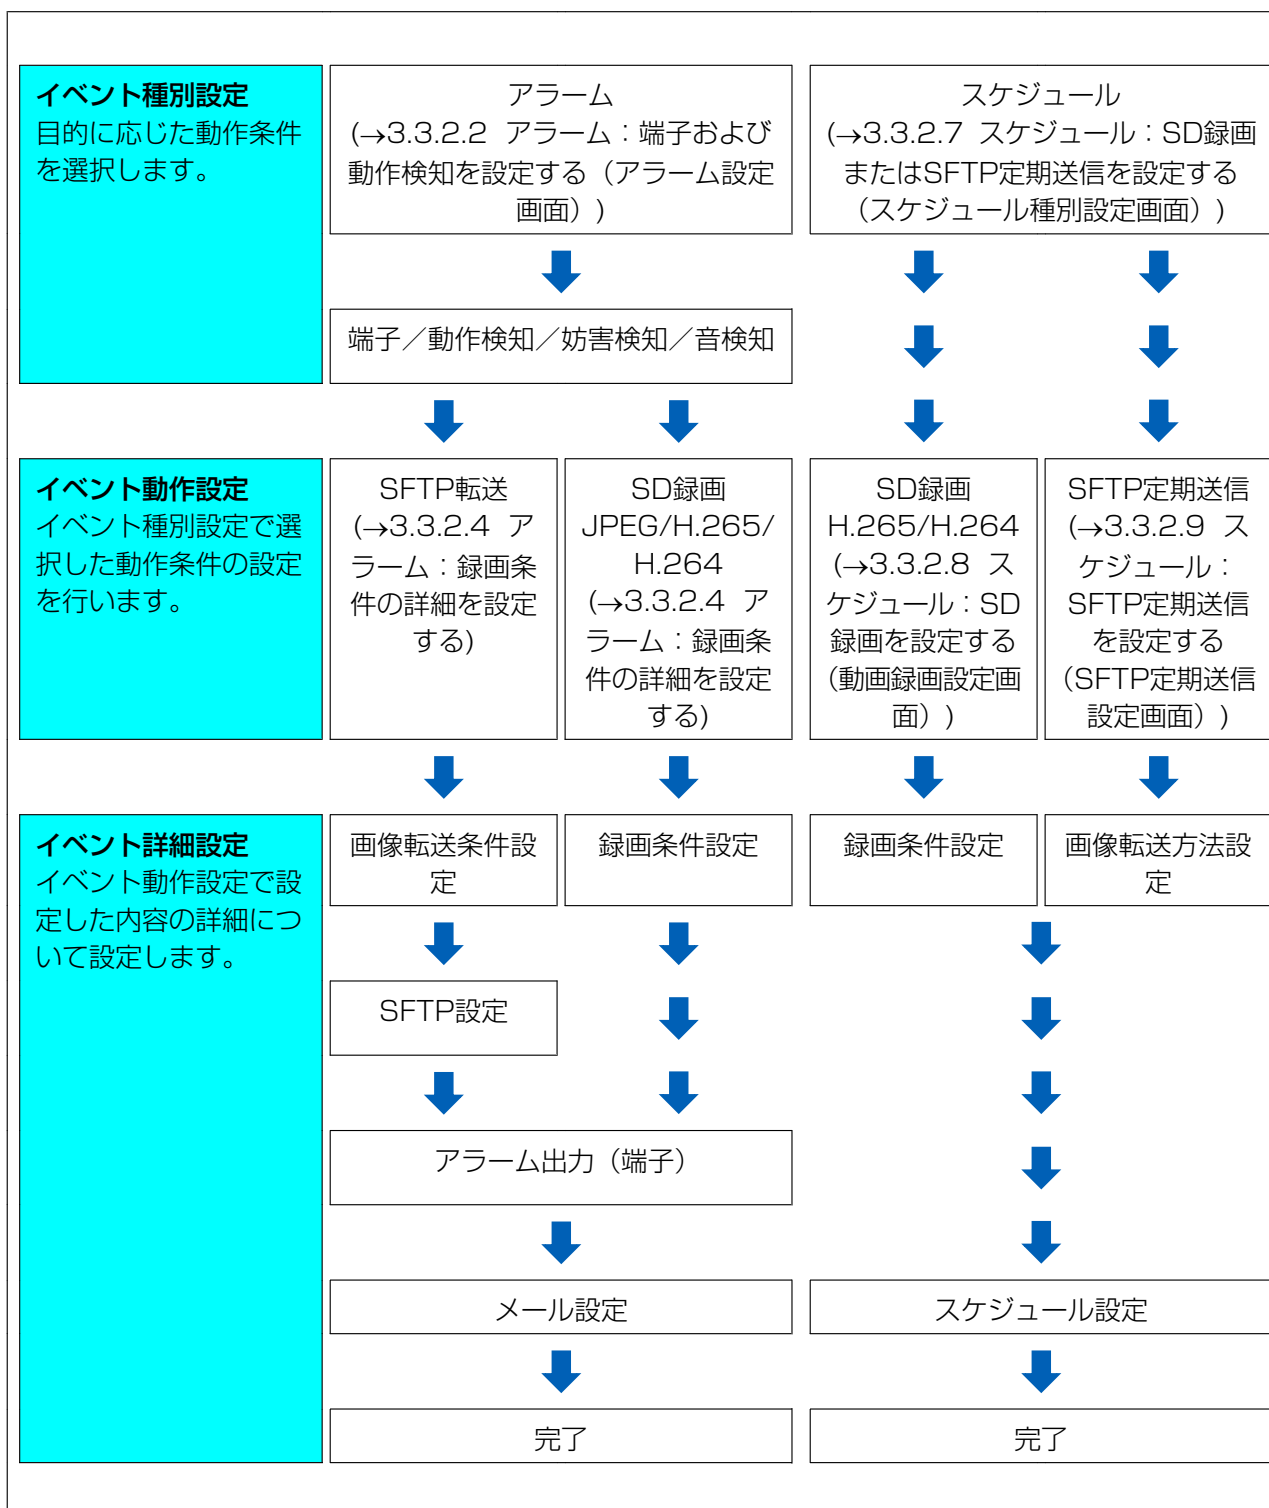 イベント種別設定
目的に応じた動作条件
を選択します。
アラーム
(→3.3.2.2 アラーム：端子および
動作検知を設定する（アラーム設定
画面）)
スケジュール
(→3.3.2.7 スケジュール：SD録画
またはSFTP定期送信を設定する
（スケジュール種別設定画面）)
端子／動作検知／妨害検知／音検知
イベント動作設定
イベント種別設定で選
択した動作条件の設定
を行います。
SFTP転送
(→3.3.2.4 ア
ラーム：録画条
件の詳細を設定
する)
SD録画
JPEG/H.265/
H.264
(→3.3.2.4 ア
ラーム：録画条
件の詳細を設定
する)
SD録画
H.265/H.264
(→3.3.2.8 ス
ケジュール：SD
録画を設定する
（動画録画設定画
面）)
SFTP定期送信
(→3.3.2.9 ス
ケジュール：
SFTP定期送信
を設定する
（SFTP定期送信
設定画面）)
イベント詳細設定
イベント動作設定で設
定した内容の詳細につ
いて設定します。
画像転送条件設
定
録画条件設定
録画条件設定
画像転送方法設
定
SFTP設定
アラーム出力（端子）
メール設定
スケジュール設定
完了
完了